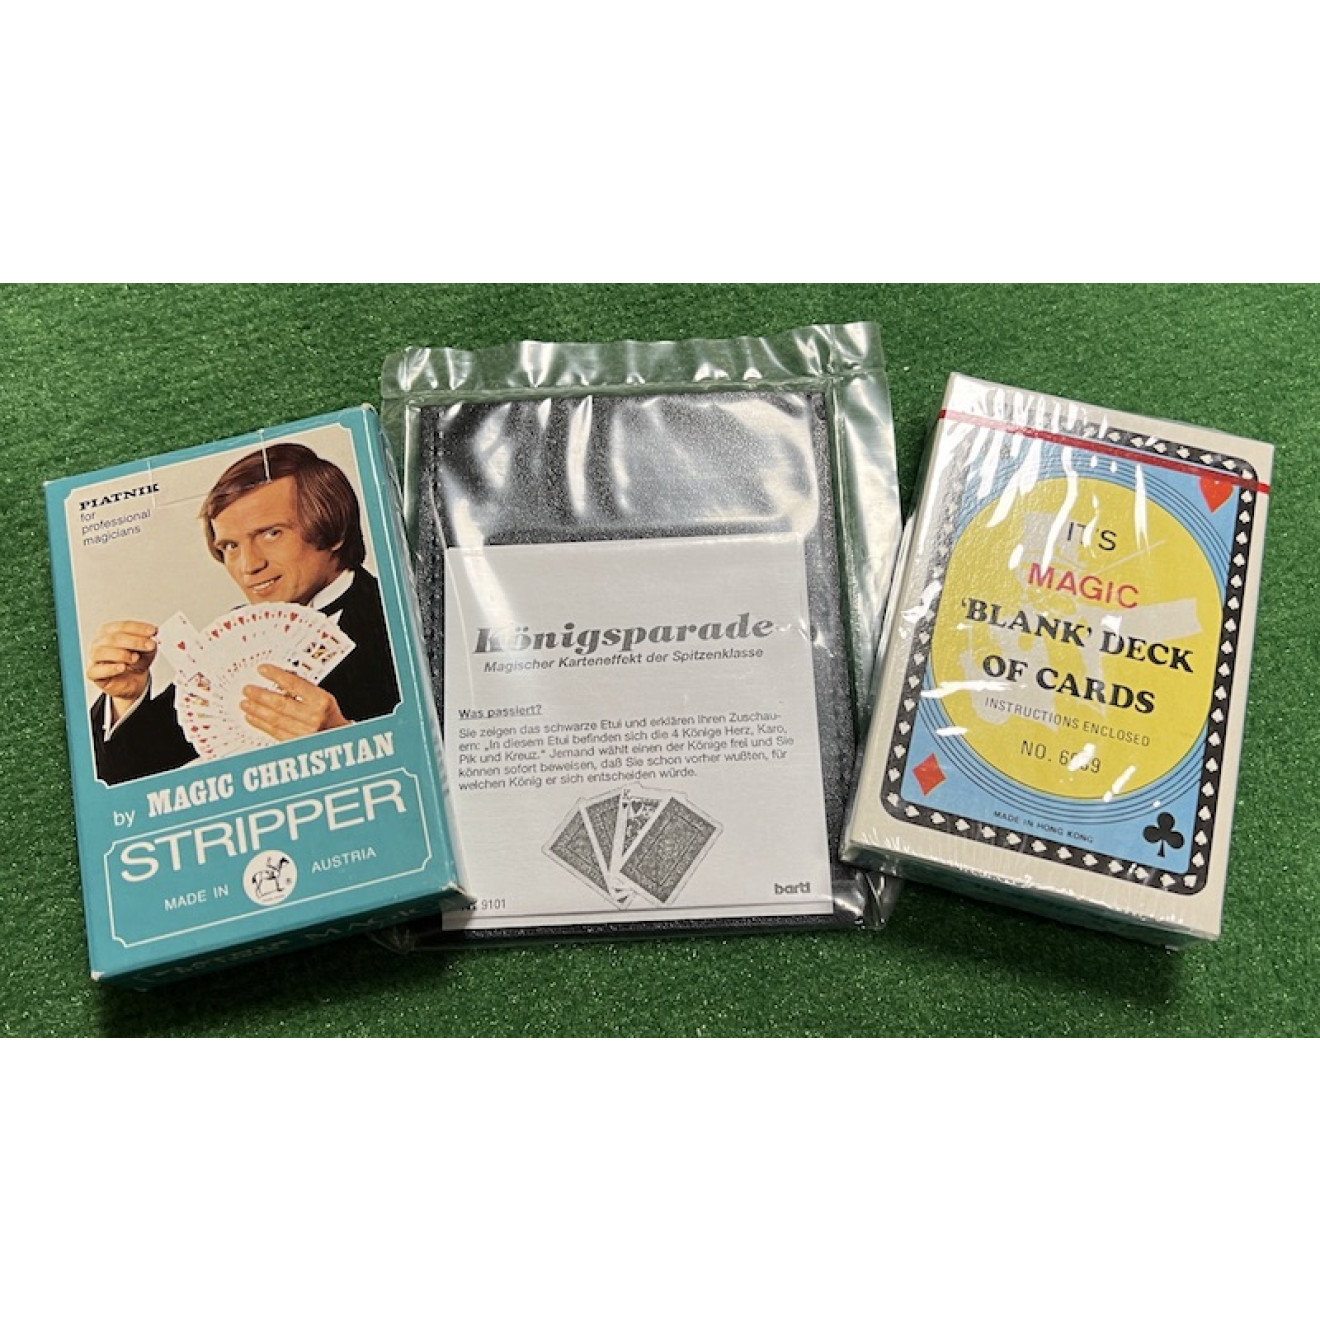 PIATNIK
for
professional
magicians
by MAGIC CHRISTIAN
STRIPPER
MADE IN AUSTRIA
Königsparade
Magischer Karteneffekt der Spitzenklasse
Was passiert?
Sie zeigen das schwarze Etui und erklären Ihren Zuschau-
ern: „In diesem Etui befinden sich die 4 Könige Herz, Karo,
Pik und Kreuz.“ Jemand wählt einen der Könige frei und Sie
können sofort beweisen, daß Sie schon vorher wußten, für
welchen König er sich entscheiden würde.
bartl
9101
IT'S
MAGIC
'BLANK' DECK
OF CARDS
INSTRUCTIONS ENCLOSED
NO.
MADE IN HONG KONG